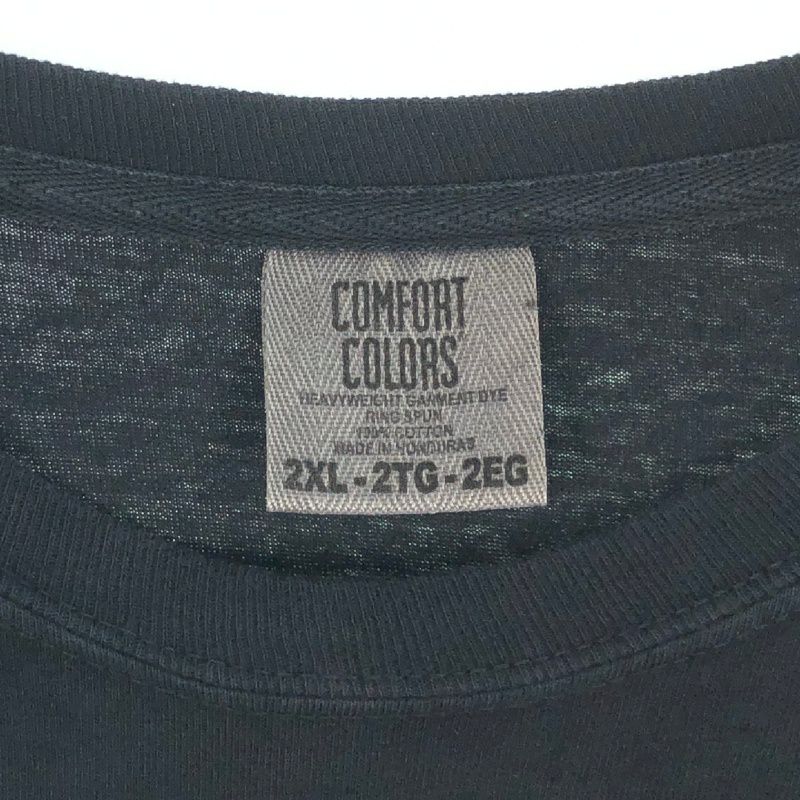 COMFORT
COLORS
HEAVYWEIGHT GARMENT DYE
RING SPUN
100% COTTON
MADE IN HONDURAS
2XL-2TG-2EG